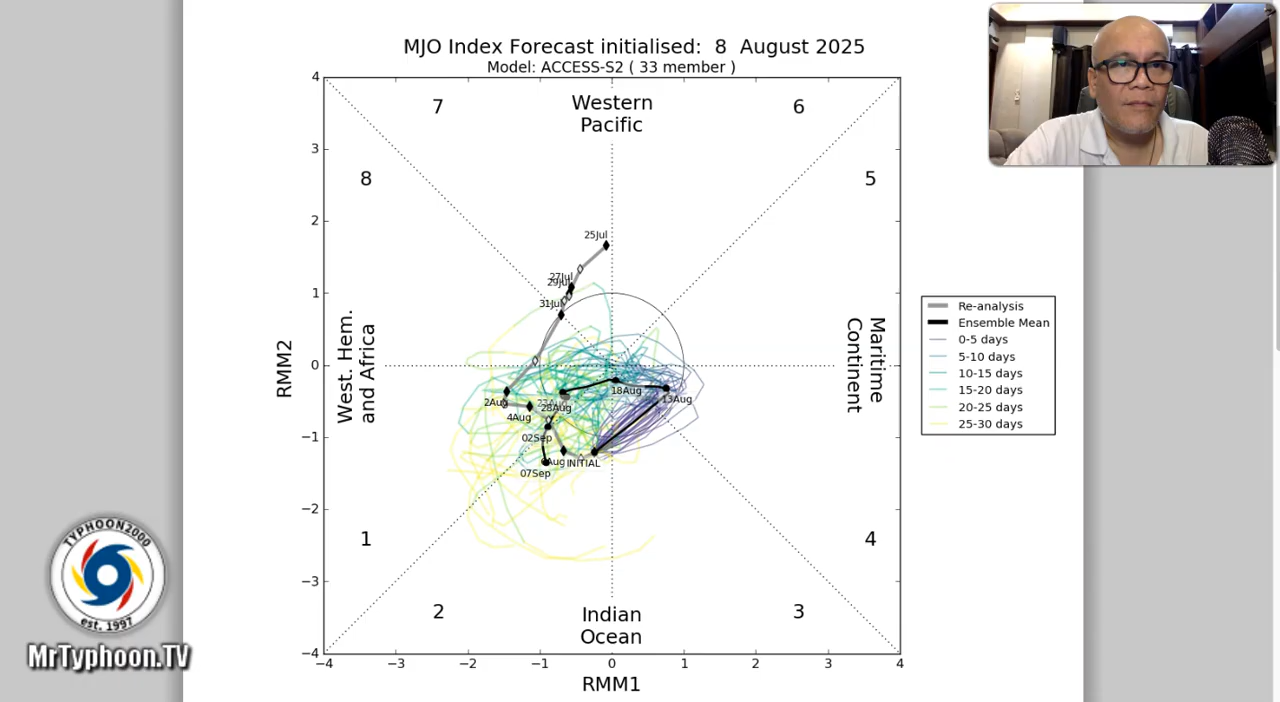 MJO Index Forecast initialised: 8 August 2025
Model: ACCESS-S2 ( 33 member )
4
3
2
1
0
−1
−2
−3
−4
RMM2
7
Western
Pacific
6
8
5
West. Hem.
and Africa
Maritime
Continent
25Jul
27Jul
29Jul
31Jul
2Aug
4Aug
18Aug
13Aug
28Aug
02Sep
Aug
INITIAL
07Sep
1
4
2
Indian
Ocean
3
−4
−3
−2
−1
0
1
2
3
4
RMM1
Re-analysis
Ensemble Mean
0-5 days
5-10 days
10-15 days
15-20 days
20-25 days
25-30 days
TYPHOON2000
est. 1997
MrTyphoon.TV